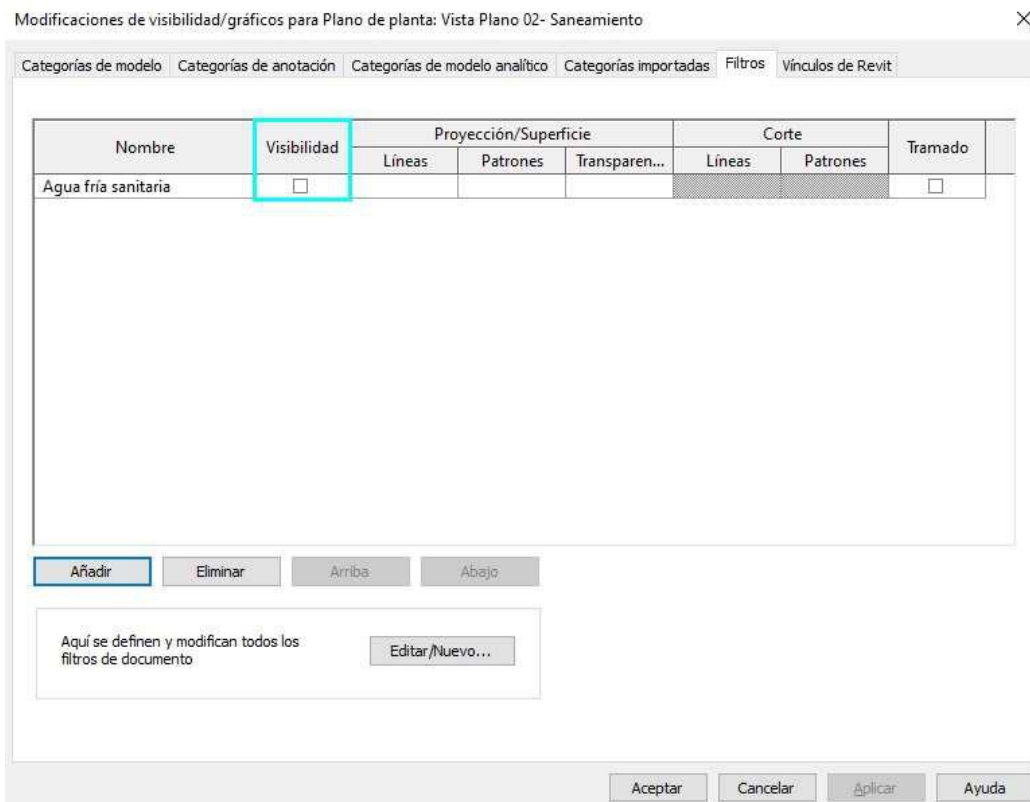 Modificaciones de visibilidad/gráficos para Plano de planta: Vista Plano 02- Saneamiento
Categorías de modelo Categorías de anotación Categorías de modelo analítico Categorías importadas Filtros Vínculos de Revit
Nombre Visibilidad Proyección/Superficie Corte Tramado
Líneas Patrones Transparen... Líneas Patrones
Agua fría sanitaria
Añadir Eliminar Arriba Abajo
Aquí se definen y modifican todos los
filtros de documento
Editar/Nuevo...
Aceptar Cancelar Aplicar Ayuda